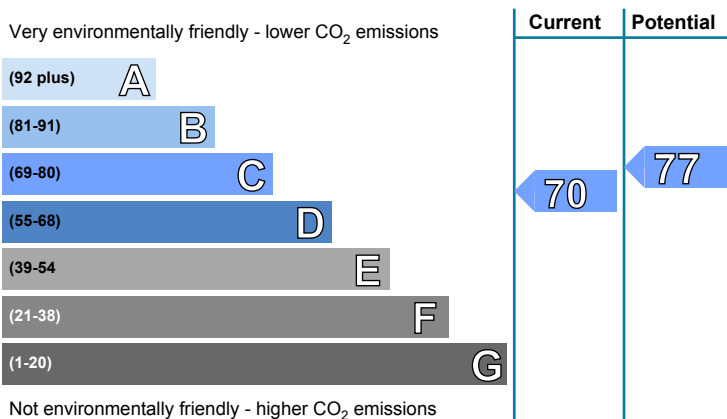 Current Potential
Very environmentally friendly - lower CO2 emissions
(92 plus) A
(81-91) B
(69-80) C
77
70
(55-68) D
(39-54 E
(21-38) F
(1-20) G
Not environmentally friendly - higher CO2 emissions